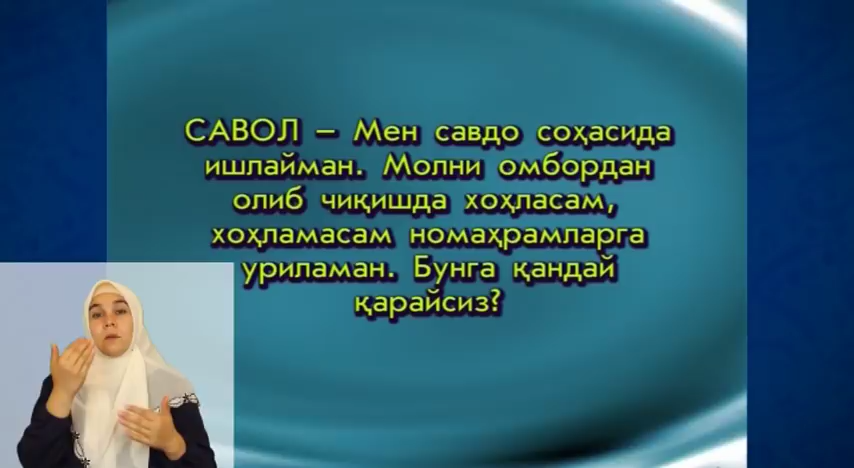 САВОЛ – Мен савдо соҳасида
ишлайман. Молни омбордан
олиб чиқишда хоҳласам,
хоҳламасам номаҳрамларга
уриламан. Бунга қандай
қарайсиз?